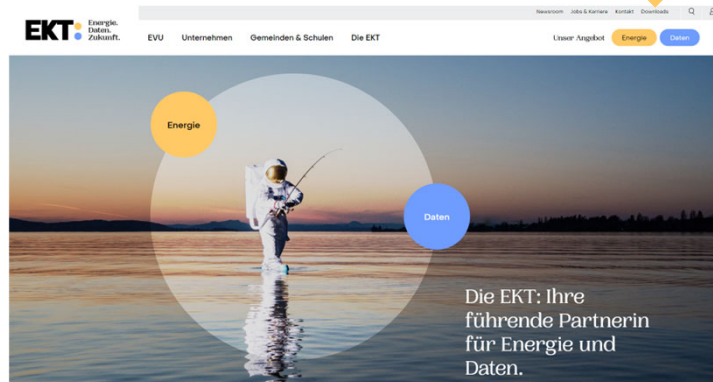 Newsroom Jobs & Karriere Kontakt Downloads
EKT Energie.
Daten.
Zukunft.
EVU Unternehmen Gemeinden & Schulen Die EKT
Unser Angebot Energie Daten
Energie
Daten
Die EKT: Ihre
führende Partnerin
für Energie und
Daten.